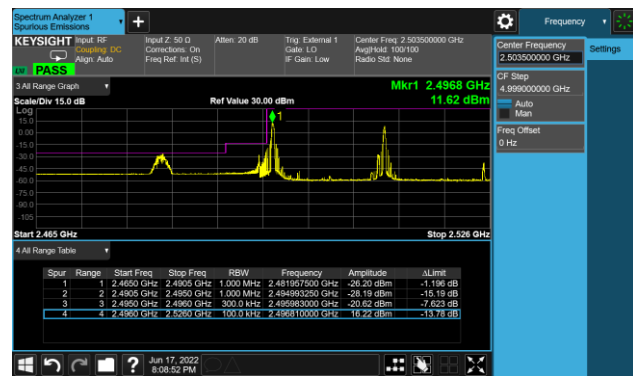 Spectrum Analyzer 1
Spurious Emissions
Frequency
KEYSIGHT
Input: RF
Coupling: DC
Align: Auto
Input Z: 50 Ω
Corrections: On
Freq Ref: Int (S)
Atten: 20 dB
Trig: External 1
Gate: LO
IF Gain: Low
Center Freq: 2.503500000 GHz
Avg|Hold: 100/100
Radio Std: None
PASS
Center Frequency
2.503500000 GHz
Settings
CF Step
4.999000000 GHz
Auto
Man
Freq Offset
0 Hz
3.All Range Graph
Mkr1 2.4968 GHz
Scale/Div 15.0 dB
Ref Value 30.00 dBm
11.62 dBm
Log
1
15.0
0.00
-15.0
-30.0
-45.0
-60.0
-75.0
-90.0
-105
Start 2.465 GHz
Stop 2.526 GHz
4 All Range Table
Spur Range Start Freq Stop Freq RBW Frequency Amplitude ΔLimit
1 1 2.4650 GHz 2.4905 GHz 1.000 MHz 2.481957500 GHz -26.20 dBm -1.196 dB
2 2 2.4905 GHz 2.4950 GHz 1.000 MHz 2.494993250 GHz -28.19 dBm -15.19 dB
3 3 2.4950 GHz 2.4960 GHz 300.0 kHz 2.495983000 GHz -20.62 dBm -7.623 dB
4 4 2.4960 GHz 2.5260 GHz 100.0 kHz 2.496810000 GHz 16.22 dBm -13.78 dB
Jun 17, 2022
8:08:52 PM